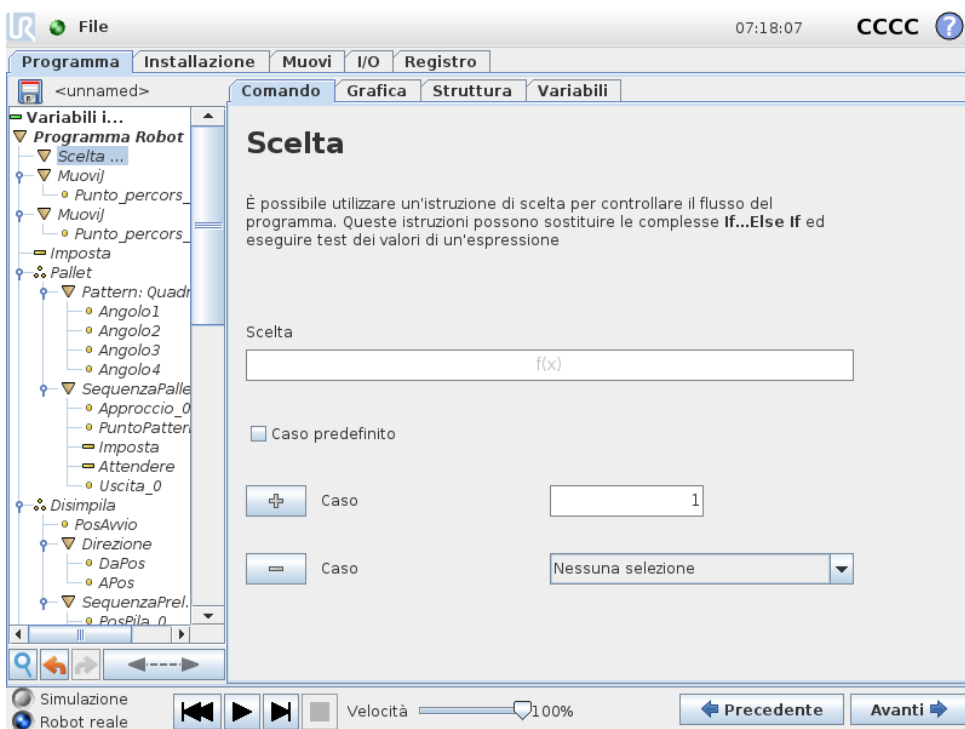 UR File 07:18:07 CCCC ?
Programma Installazione Muovi I/O Registro
<unnamed> Comando Grafica Struttura Variabili
Variabili i...
Programma Robot
Scelta ...
MuoviJ
Punto_percors_
MuoviJ
Punto_percors_
Imposta
Pallet
Pattern: Quadr
Angolo1
Angolo2
Angolo3
Angolo4
SequenzaPalle
Approccio_0
PuntoPatteri
Imposta
Attendere
Uscita_0
Disimpila
PosAvvio
Direzione
DaPos
APos
SequenzaPrel.
PosPila_0
Scelta
È possibile utilizzare un'istruzione di scelta per controllare il flusso del
programma. Queste istruzioni possono sostituire le complesse If...Else If ed
eseguire test dei valori di un'espressione
Scelta
f(x)
Caso predefinito
Caso 1
Caso Nessuna selezione
Simulazione
Robot reale
Velocità 100%
Precedente Avanti